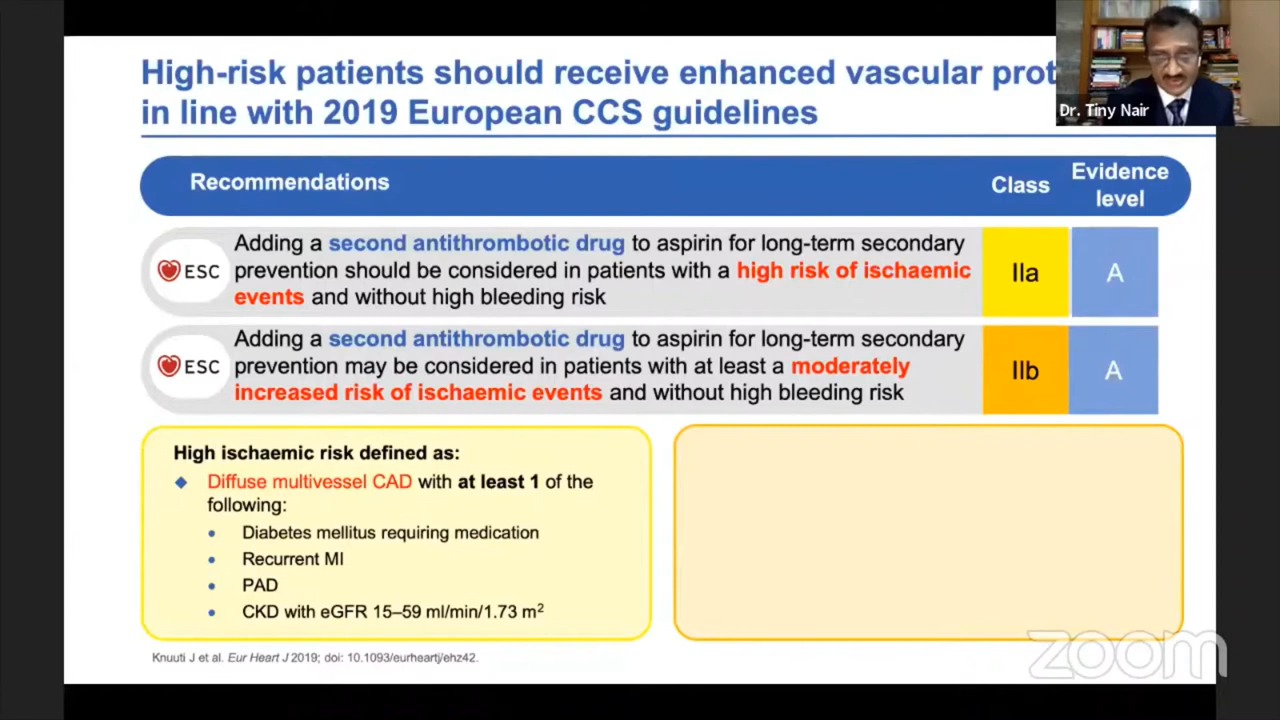 High-risk patients should receive enhanced vascular prot
in line with 2019 European CCS guidelines
Dr. Tiny Nair
Recommendations
Class
Evidence
level
ESC
Adding a second antithrombotic drug to aspirin for long-term secondary
prevention should be considered in patients with a high risk of ischaemic
events and without high bleeding risk
IIa
A
ESC
Adding a second antithrombotic drug to aspirin for long-term secondary
prevention may be considered in patients with at least a moderately
increased risk of ischaemic events and without high bleeding risk
IIb
A
High ischaemic risk defined as:
Diffuse multivessel CAD with at least 1 of the
following:
Diabetes mellitus requiring medication
Recurrent MI
PAD
CKD with eGFR 15–59 ml/min/1.73 m²
Knuuti J et al. Eur Heart J 2019; doi: 10.1093/eurheartj/ehz42.
zoom